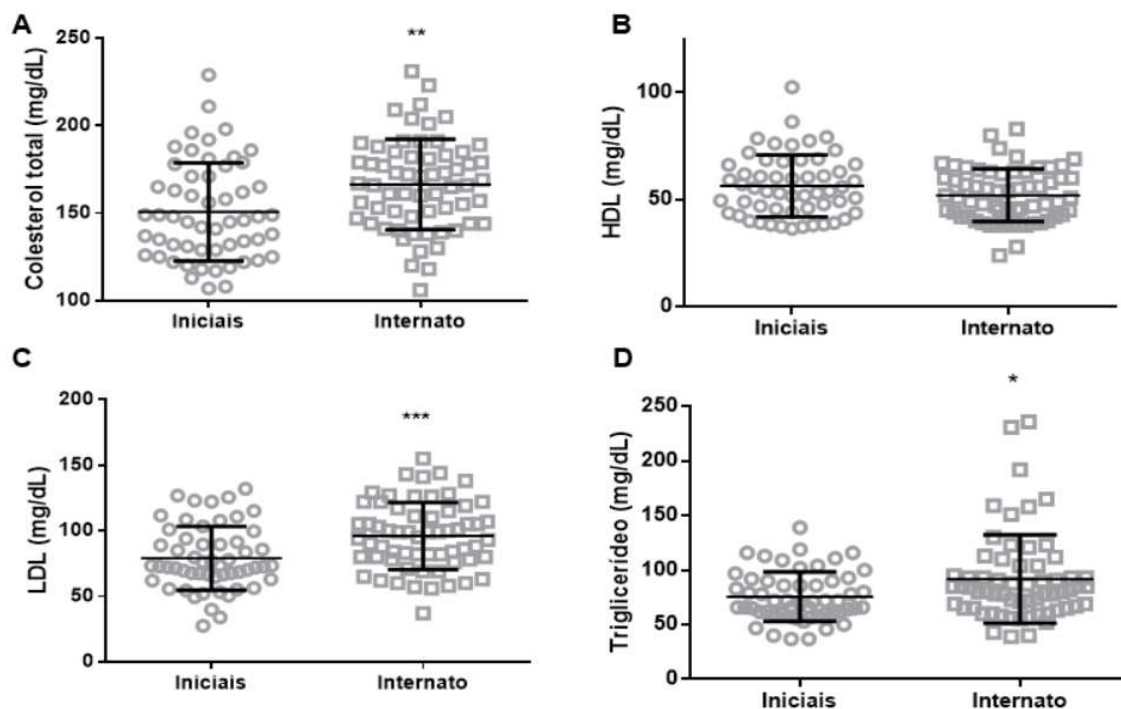 A
Colesterol total (mg/dL)
250
200
150
100
**
Iniciais
Internato
B
HDL (mg/dL)
100
50
0
Iniciais
Internato
C
LDL (mg/dL)
200
150
100
50
0
***
Iniciais
Internato
D
Triglicerídeo (mg/dL)
250
200
150
100
50
0
*
Iniciais
Internato